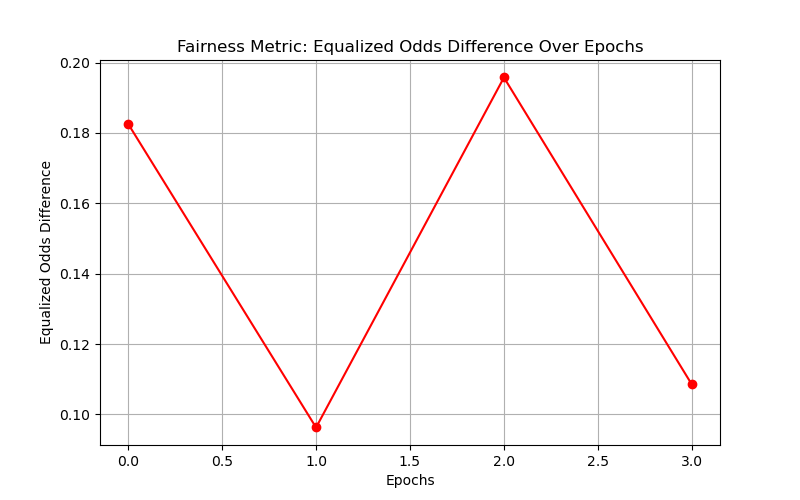 Fairness Metric: Equalized Odds Difference Over Epochs
Equalized Odds Difference
0.20
0.18
0.16
0.14
0.12
0.10
0.0 0.5 1.0 1.5 2.0 2.5 3.0
Epochs